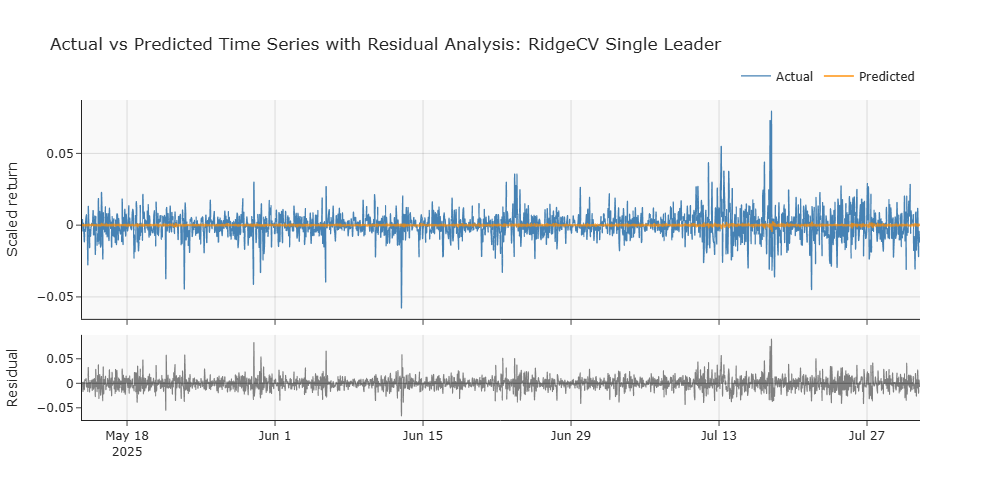 Actual vs Predicted Time Series with Residual Analysis: RidgeCV Single Leader
Actual
Predicted
Scaled return
0.05
0
−0.05
Residual
0.05
0
−0.05
May 18
2025
Jun 1
Jun 15
Jun 29
Jul 13
Jul 27